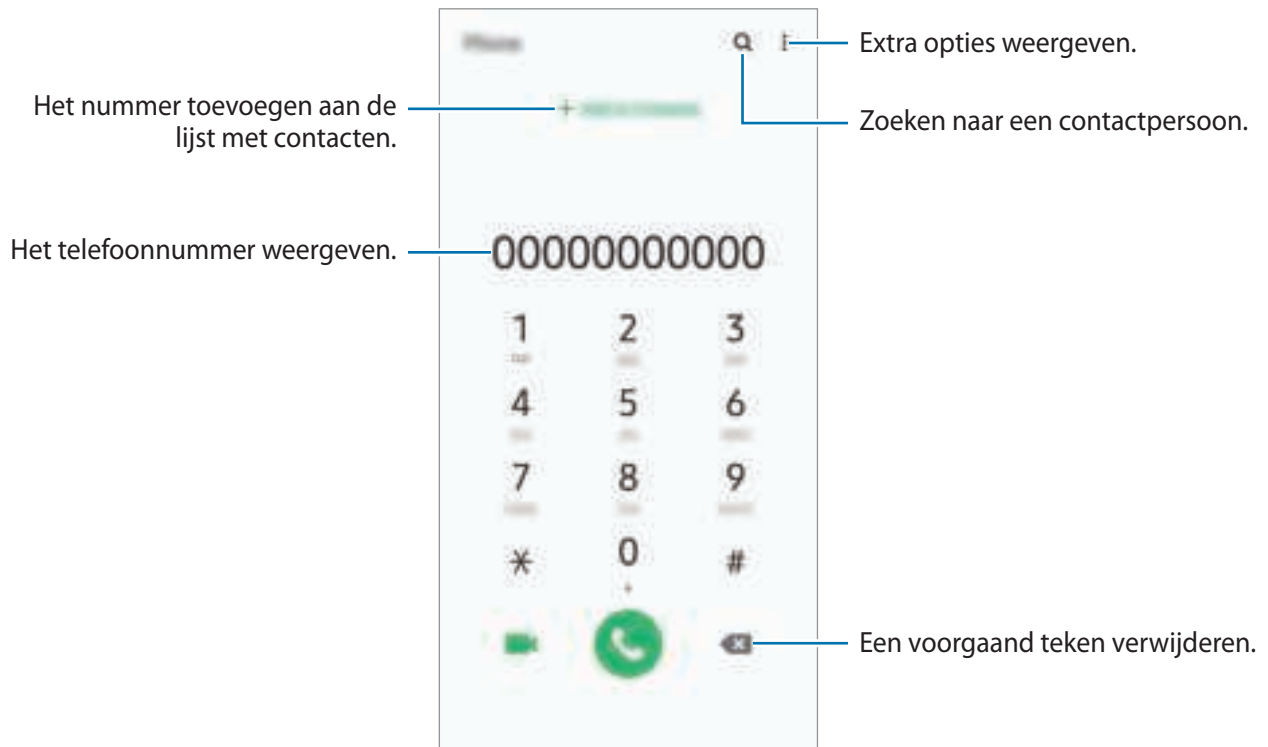 Extra opties weergeven.
Het nummer toevoegen aan de
lijst met contacten.
Zoeken naar een contactpersoon.
Het telefoonnummer weergeven.
00000000000
1 2 3
4 5 6
7 8 9
* 0 #
+
Een voorgaand teken verwijderen.